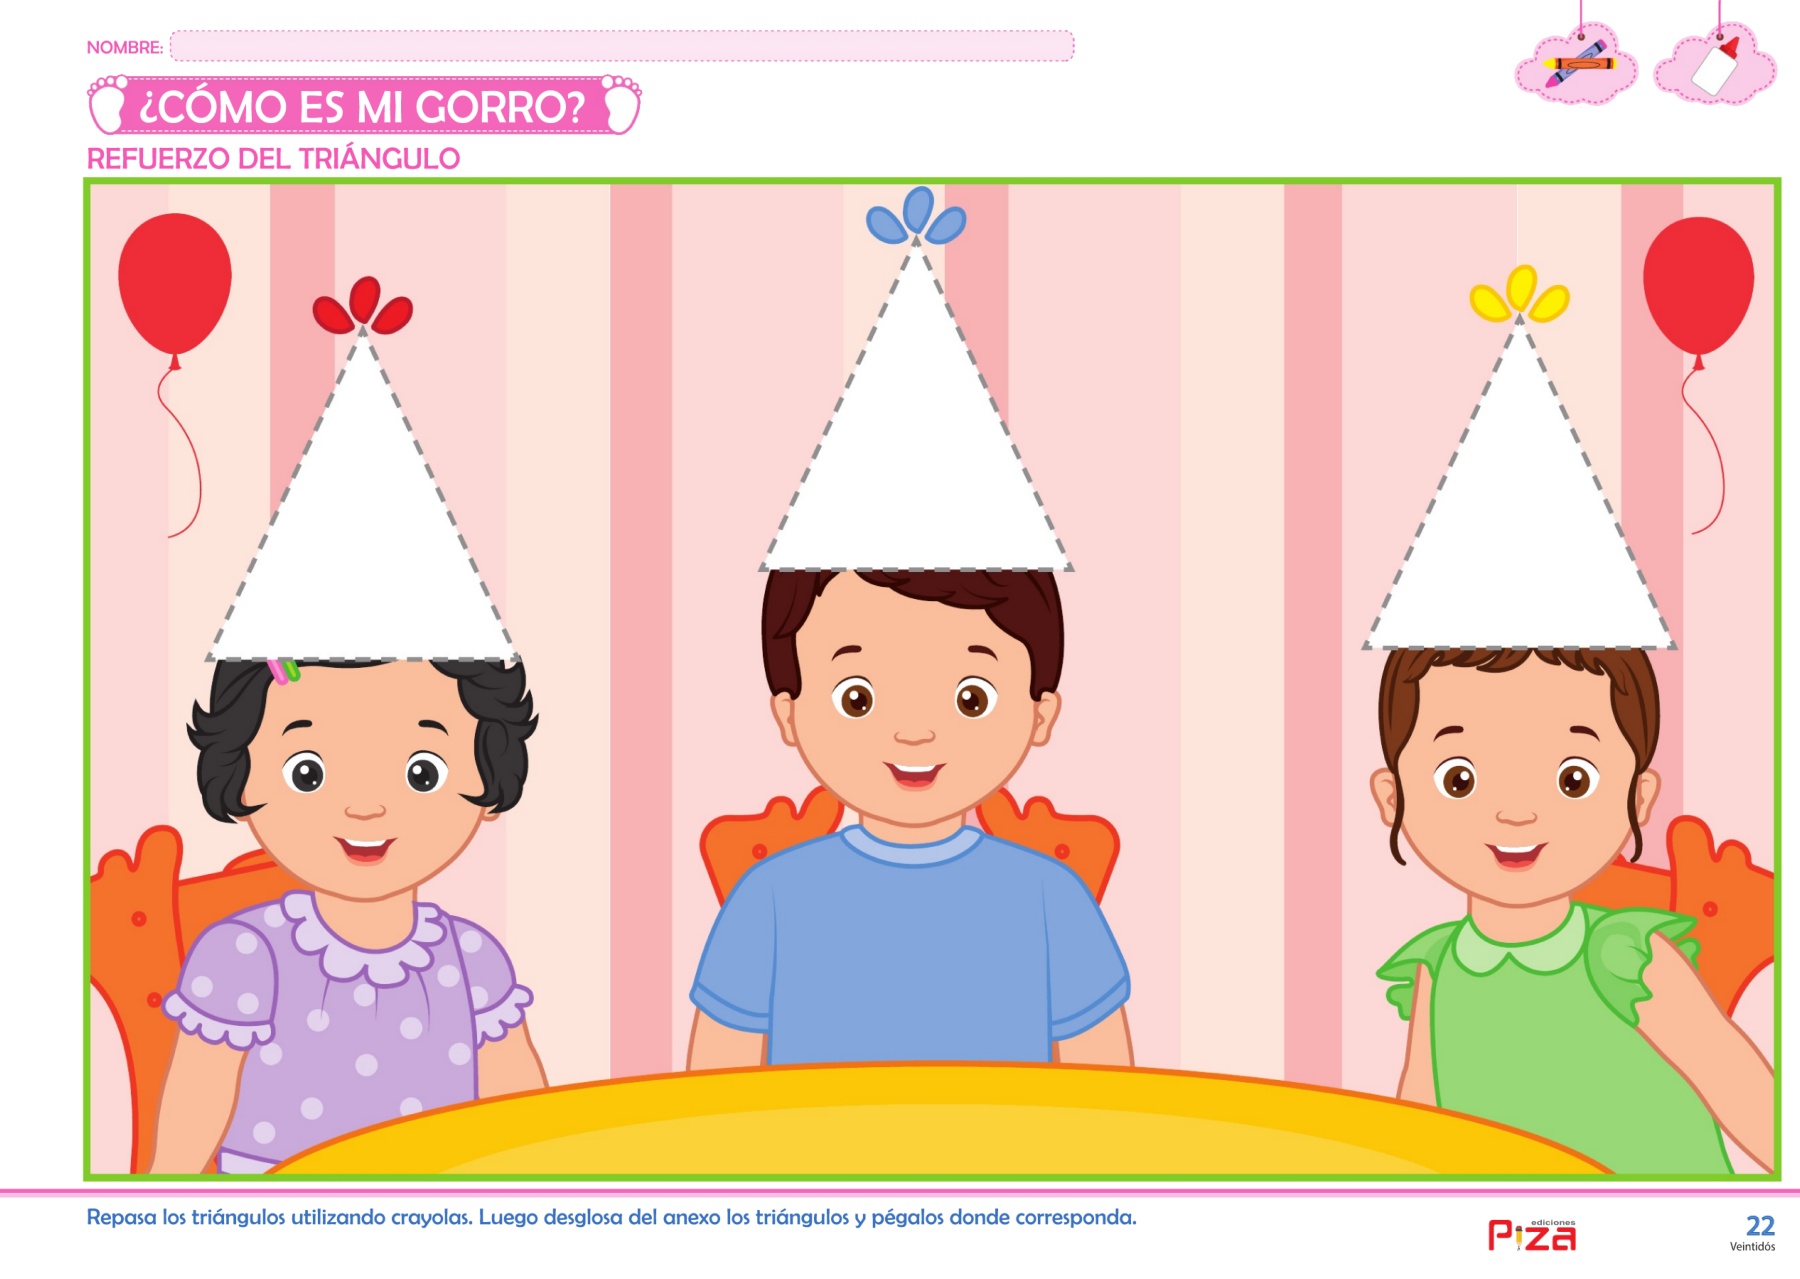 NOMBRE:
¿CÓMO ES MI GORRO?
REFUERZO DEL TRIÁNGULO
Repasa los triángulos utilizando crayolas. Luego desglosa del anexo los triángulos y pégalos donde corresponda.
ediciones
Piza
22
Veintidós